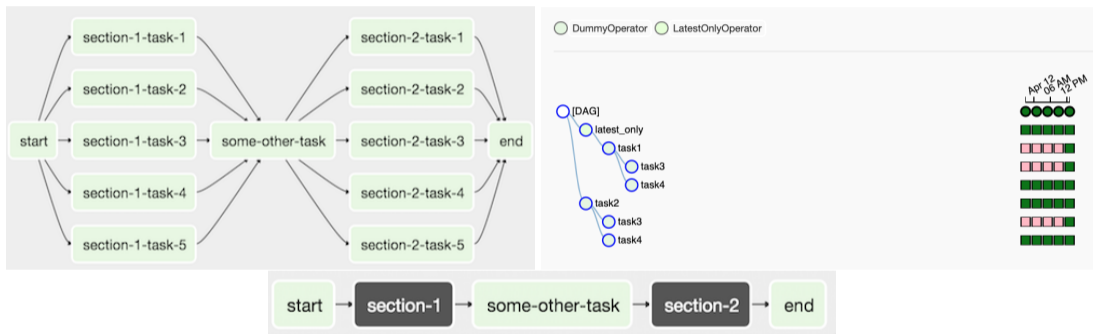 section-1-task-1
section-1-task-2
section-1-task-3
section-1-task-4
section-1-task-5
start
some-other-task
section-2-task-1
section-2-task-2
section-2-task-3
section-2-task-4
section-2-task-5
end
DummyOperator LatestOnlyOperator
Apr 12
06 AM
12 PM
[DAG]
latest_only
task1
task3
task4
task2
task3
task4
start section-1 some-other-task section-2 end